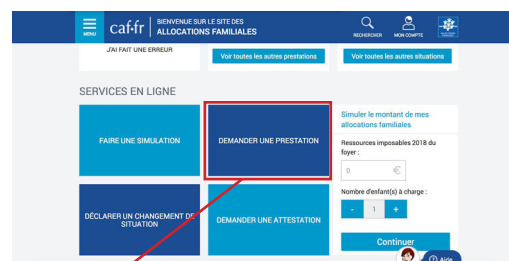 MENU
caf.fr
BIENVENUE SUR LE SITE DES
ALLOCATIONS FAMILIALES
RECHERCHER
MON COMPTE
J'AI FAIT UNE ERREUR
Voir toutes les autres prestations
Voir toutes les autres situations
SERVICES EN LIGNE
FAIRE UNE SIMULATION
DEMANDER UNE PRESTATION
Simuler le montant de mes
allocations familiales
Ressources imposables 2018 du
foyer :
0 €
Nombre d'enfant(s) à charge :
- 1 +
DÉCLARER UN CHANGEMENT DE
SITUATION
DEMANDER UNE ATTESTATION
Continuer
Aide